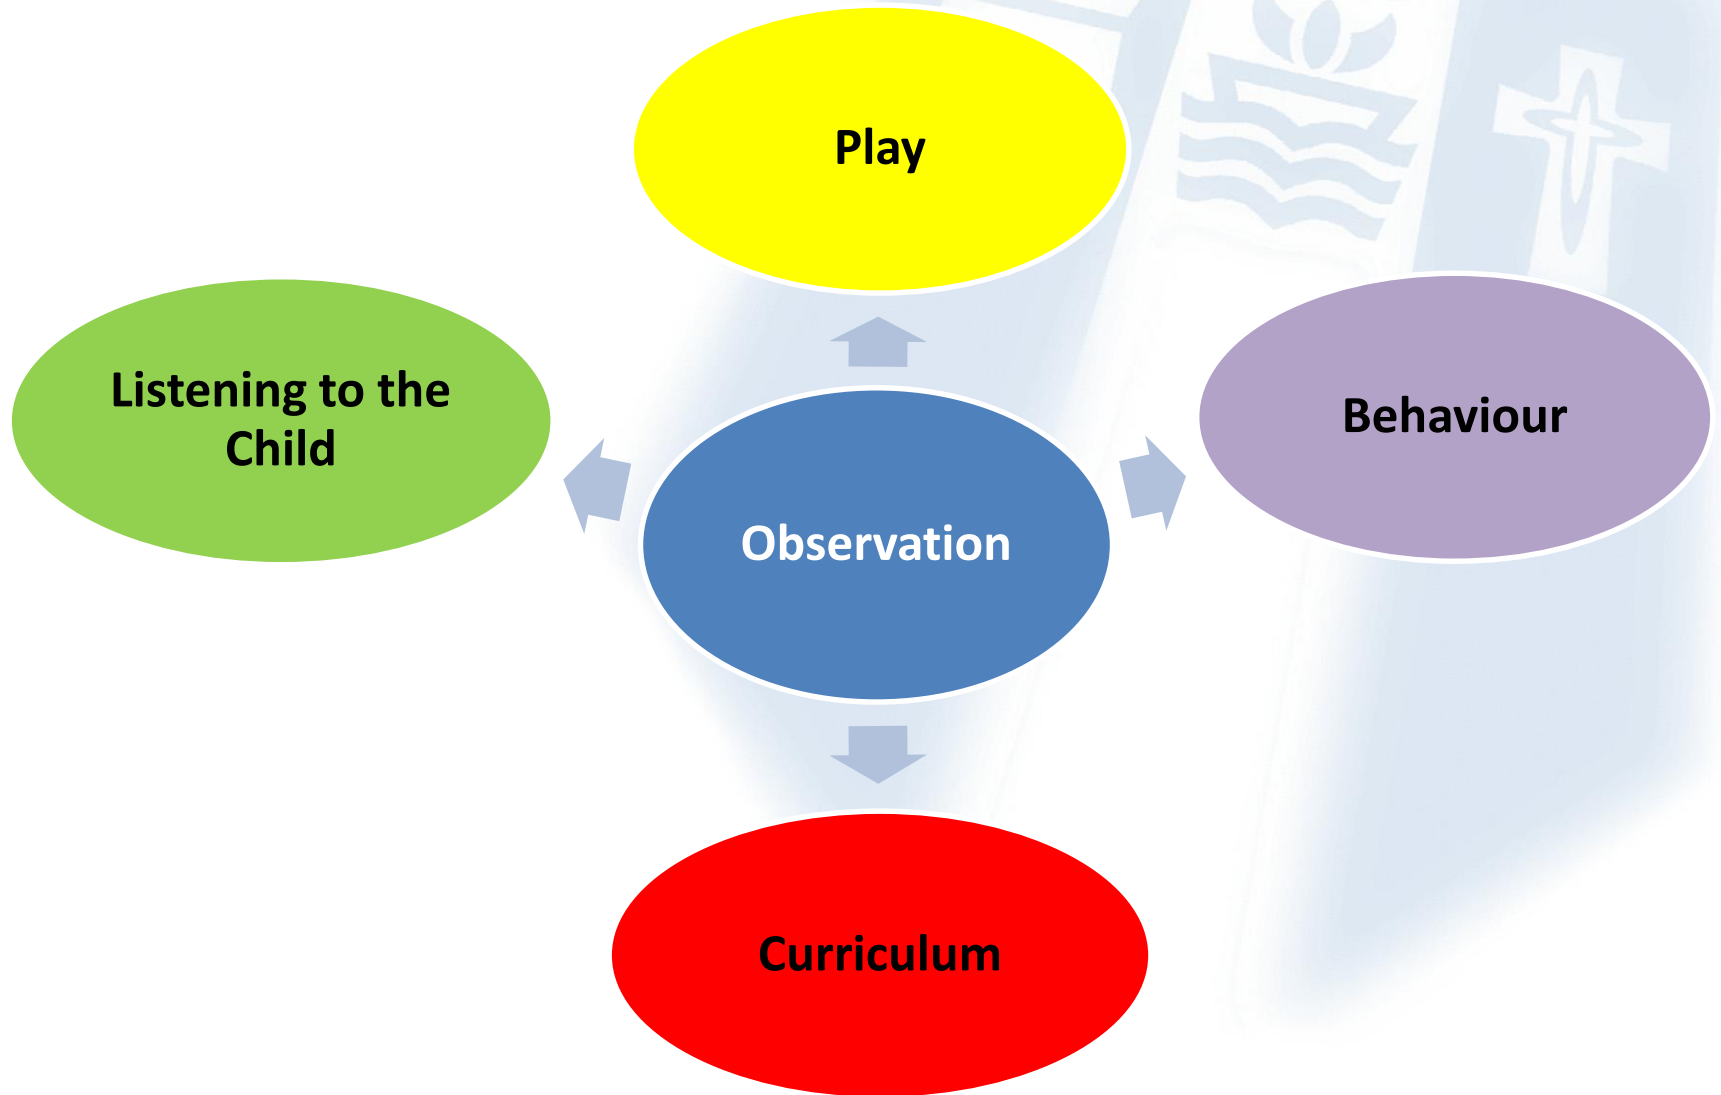 Play
Listening to the
Child
Behaviour
Observation
Curriculum